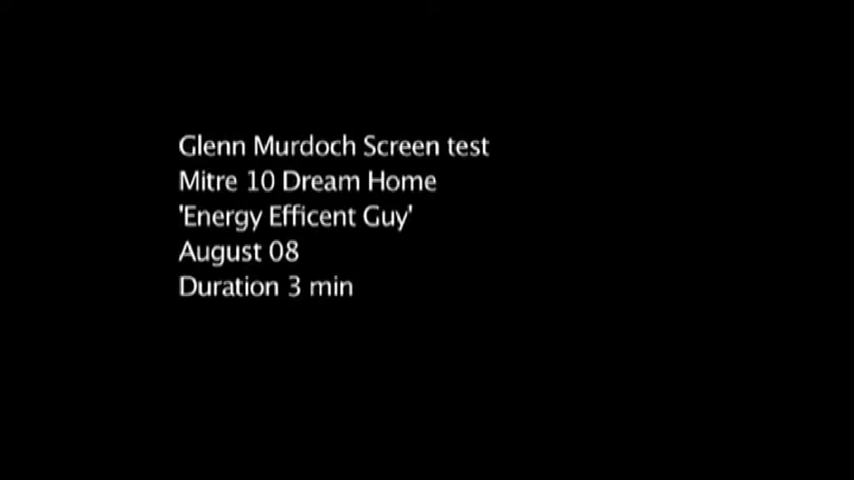 Glenn Murdoch Screen test
Mitre 10 Dream Home
'Energy Efficent Guy'
August 08
Duration 3 min